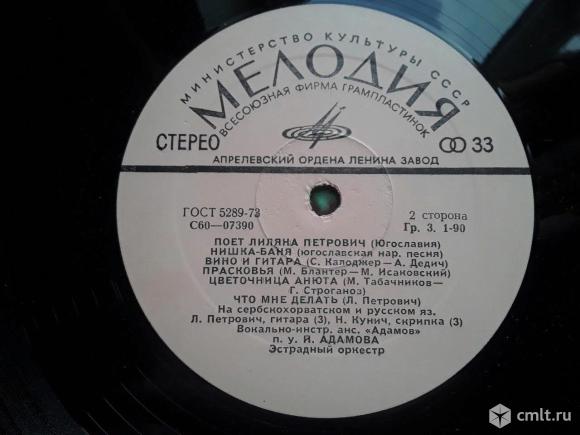 МИНИСТЕРСТВО КУЛЬТУРЫ СССР
МЕЛОДИЯ
ВСЕСОЮЗНАЯ ФИРМА ГРАМПЛАСТИНОК
СТЕРЕО
33
АПРЕЛЕВСКИЙ ОРДЕНА ЛЕНИНА ЗАВОД
ГОСТ 5289-73
С60—07390
2 сторона
Гр. 3. 1-90
ПОЕТ ЛИЛЯНА ПЕТРОВИЧ (Югославия)
НИШКА-БАНЯ (югославская нар. песня)
ВИНО И ГИТАРА (С. Калоджер—А. Дедич)
ПРАСКОВЬЯ (М. Блантер—М. Исаковский)
ЦВЕТОЧНИЦА АНЮТА (М. Табачников—
Г. Строганов)
ЧТО МНЕ ДЕЛАТЬ (Л. Петрович)
На сербскохорватском и русском яз.
Л. Петрович, гитара (3), Н. Кунич, скрипка (3)
Вокально-инстр. анс. «Адамов»
п. у. Й. АДАМОВА
Эстрадный оркестр
cmlt.ru